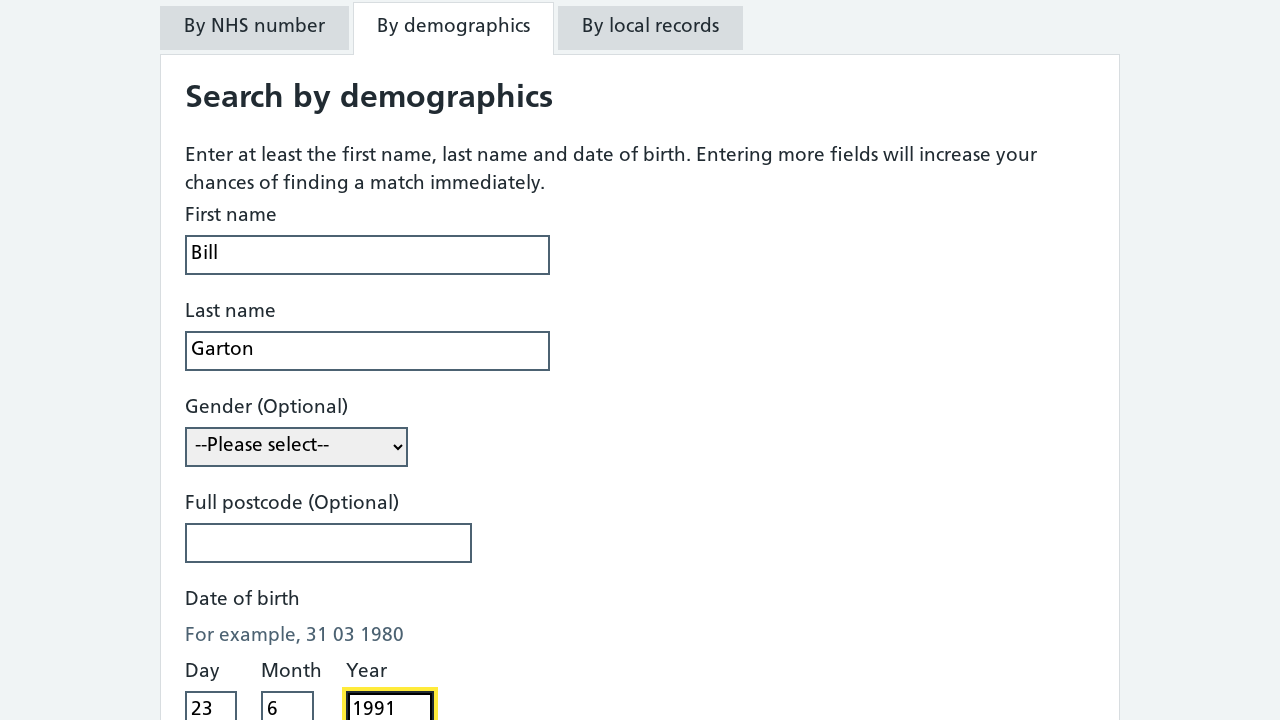 By NHS number
By demographics
By local records
Search by demographics
Enter at least the first name, last name and date of birth. Entering more fields will increase your
chances of finding a match immediately.
First name
Bill
Last name
Garton
Gender (Optional)
--Please select--
Full postcode (Optional)
Date of birth
For example, 31 03 1980
Day Month Year
23 6 1991